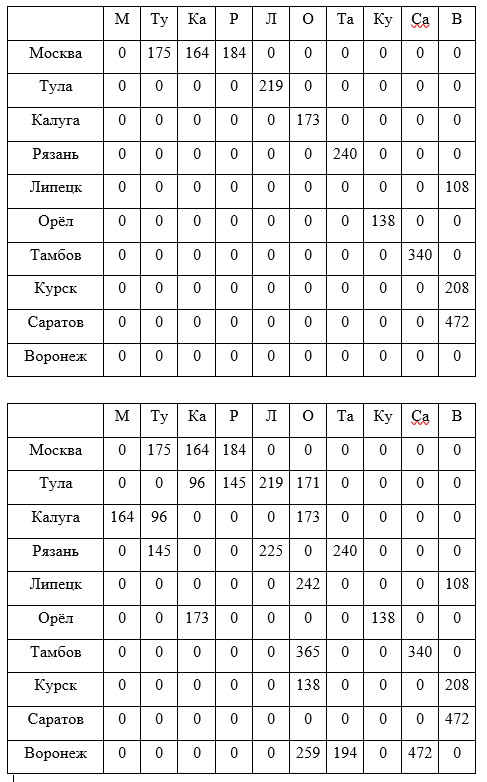 М Ту Ка Р Л О Та Ку Са В
Москва 0 175 164 184 0 0 0 0 0 0
Тула 0 0 0 0 219 0 0 0 0 0
Калуга 0 0 0 0 0 173 0 0 0 0
Рязань 0 0 0 0 0 0 240 0 0 0
Липецк 0 0 0 0 0 0 0 0 0 108
Орёл 0 0 0 0 0 0 0 138 0 0
Тамбов 0 0 0 0 0 0 0 0 340 0
Курск 0 0 0 0 0 0 0 0 0 208
Саратов 0 0 0 0 0 0 0 0 0 472
Воронеж 0 0 0 0 0 0 0 0 0 0
М Ту Ка Р Л О Та Ку Са В
Москва 0 175 164 184 0 0 0 0 0 0
Тула 0 0 96 145 219 171 0 0 0 0
Калуга 164 96 0 0 0 173 0 0 0 0
Рязань 0 145 0 0 225 0 240 0 0 0
Липецк 0 0 0 0 0 242 0 0 0 108
Орёл 0 0 173 0 0 0 0 138 0 0
Тамбов 0 0 0 0 0 365 0 0 340 0
Курск 0 0 0 0 0 138 0 0 0 208
Саратов 0 0 0 0 0 0 0 0 0 472
Воронеж 0 0 0 0 0 259 194 0 472 0